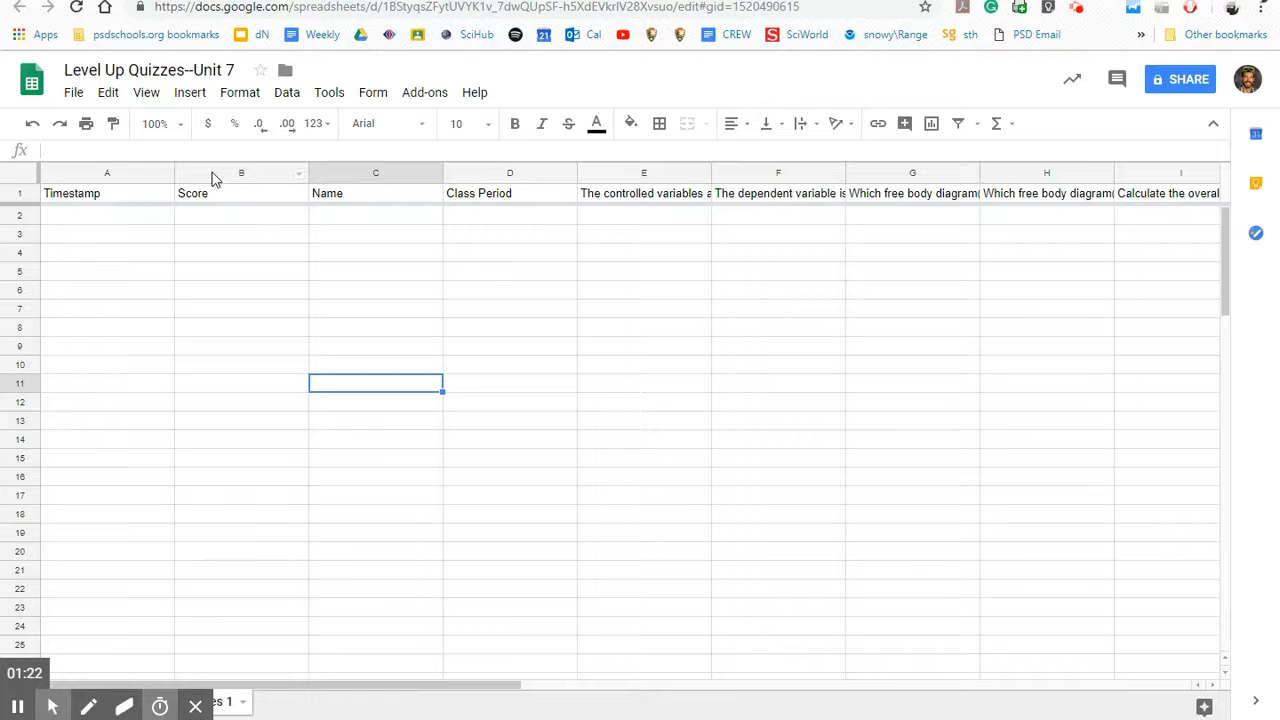 https://docs.google.com/spreadsheets/d/1BStyqsZFytUVYK1v_7dwQUpSF-h5XdEVkrIV28Xvsuo/edit#gid=1520490615
Apps psdschools.org bookmarks dN Weekly SciHub 21 Cal CREW SciWorld snowy\Range sth PSD Email » Other bookmarks
Level Up Quizzes--Unit 7
SHARE
File Edit View Insert Format Data Tools Form Add-ons Help
100% $ % .0 .00 123 Arial 10 B I S A
fx
A B C D E F G H I
1 Timestamp Score Name Class Period The controlled variables a The dependent variable is Which free body diagram( Which free body diagram( Calculate the overal
2
3
4
5
6
7
8
9
10
11
12
13
14
15
16
17
18
19
20
21
22
23
24
25
01:22
es 1